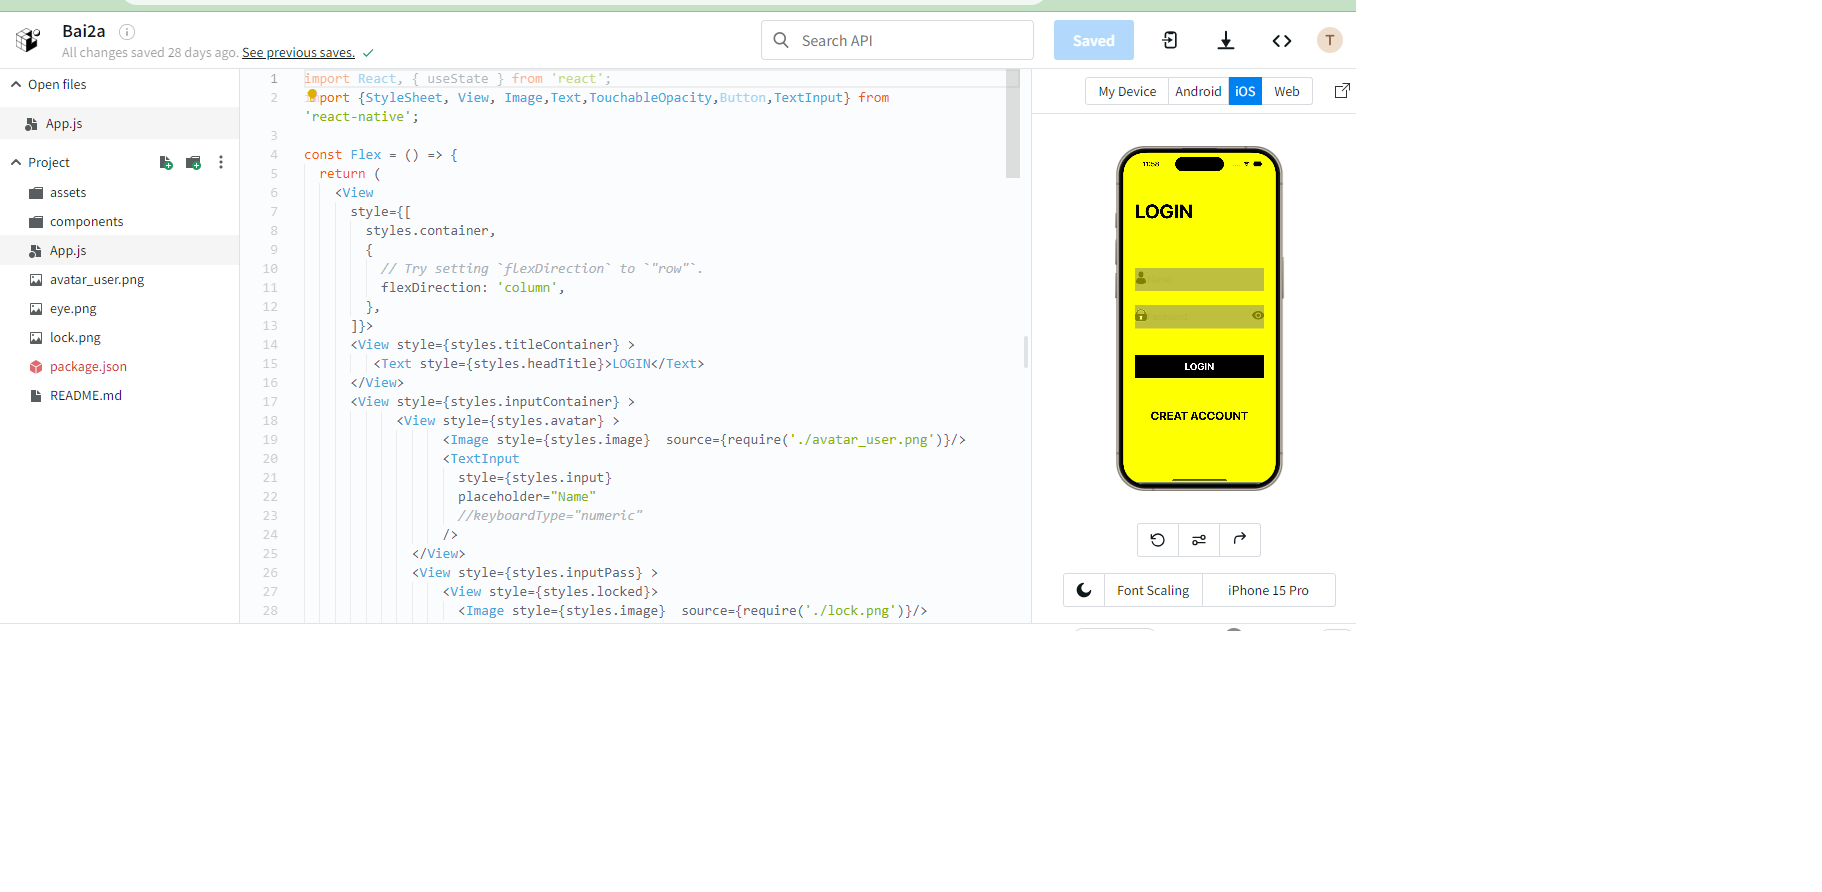 Bai2a
All changes saved 28 days ago. See previous saves.
Search API
Saved
T
Open files
App.js
Project
assets
components
App.js
avatar_user.png
eye.png
lock.png
package.json
README.md
1 import React, { useState } from 'react';
2 import {StyleSheet, View, Image,Text,TouchableOpacity,Button,TextInput} from
'react-native';
3
4 const Flex = () => {
5 return (
6 <View
7 style={[
8 styles.container,
9 {
10 // Try setting `flexDirection` to `"row"`.
11 flexDirection: 'column',
12 },
13 ]}>
14 <View style={styles.titleContainer} >
15 <Text style={styles.headTitle}>LOGIN</Text>
16 </View>
17 <View style={styles.inputContainer} >
18 <View style={styles.avatar} >
19 <Image style={styles.image}  source={require('./avatar_user.png')}/>
20 <TextInput
21 style={styles.input}
22 placeholder="Name"
23 //keyboardType="numeric"
24 />
25 </View>
26 <View style={styles.inputPass} >
27 <View style={styles.locked}>
28 <Image style={styles.image}  source={require('./lock.png')}/>
My Device Android iOS Web
11:58
LOGIN
LOGIN
CREAT ACCOUNT
Font Scaling iPhone 15 Pro